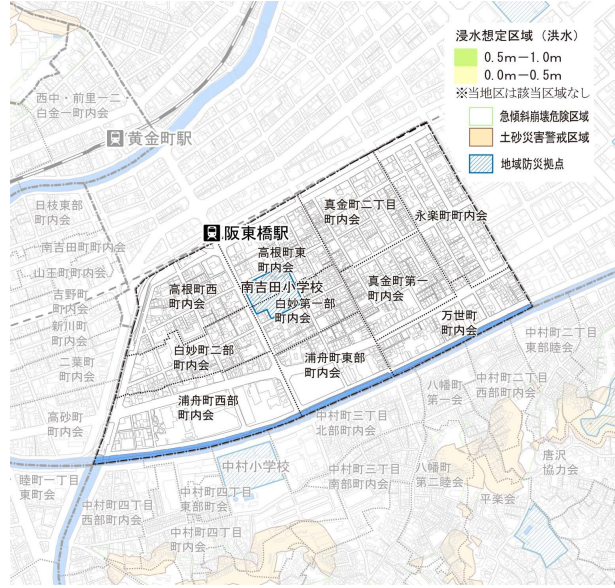 浸水想定区域（洪水）
0.5m－1.0m
0.0m－0.5m
※当地区は該当区域なし
急傾斜崩壊危険区域
土砂災害警戒区域
地域防災拠点
西中・前里一二
白金一町内会
黄金町駅
日枝東部
町内会
南吉田町町内会
山王町町内会
吉野町
町内会
新川町
町内会
二葉町
町内会
高砂町
町内会
睦町一丁目
東町会
阪東橋駅
高根町西
町内会
高根町東
町内会
南吉田小学校
白妙第一部
町内会
白妙町二部
町内会
浦舟町西部
町内会
浦舟町東部
町内会
真金町二丁目
町内会
真金町第一
町内会
永楽町町内会
万世町
町内会
中村町二丁目
東部睦会
中村町二丁目
西部町内会
八幡町
第一会
中村町三丁目
北部町内会
中村町三丁目
南部町内会
八幡町
第二睦会
唐沢
協力会
平楽会
中村小学校
中村町四丁目
東部町会
中村町四丁目
西部町内会
中村町四丁目
町内会